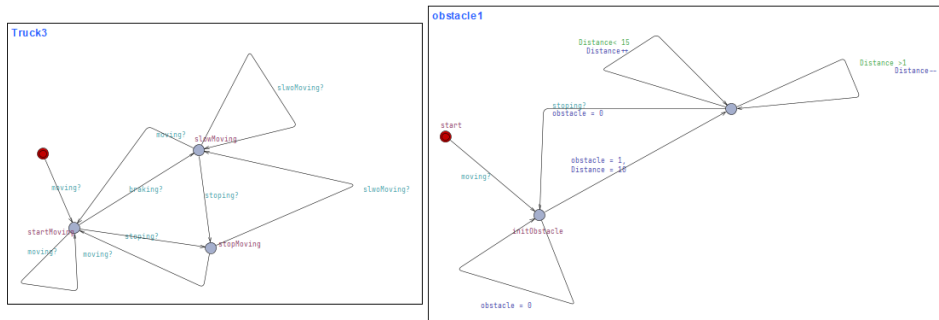 Truck3
slwoMoving?
moving?
slowMoving
moving?
braking?
stoping?
slwoMoving?
startMoving
stoping?
stopMoving
moving?
moving?
obstacle1
Distance< 15
Distance++
Distance >1
Distance--
stoping?
obstacle = 0
start
moving?
obstacle = 1,
Distance = 10
initObstacle
obstacle = 0